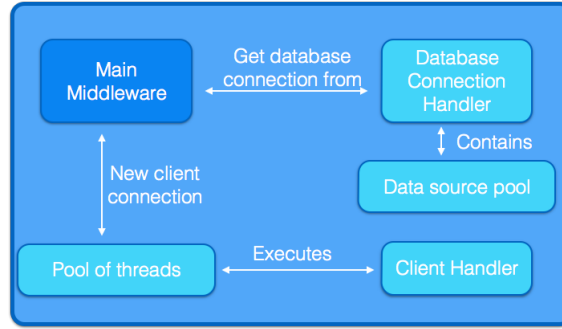 Main
Middleware
Get database
connection from
Database
Connection
Handler
Contains
Data source pool
New client
connection
Pool of threads
Executes
Client Handler